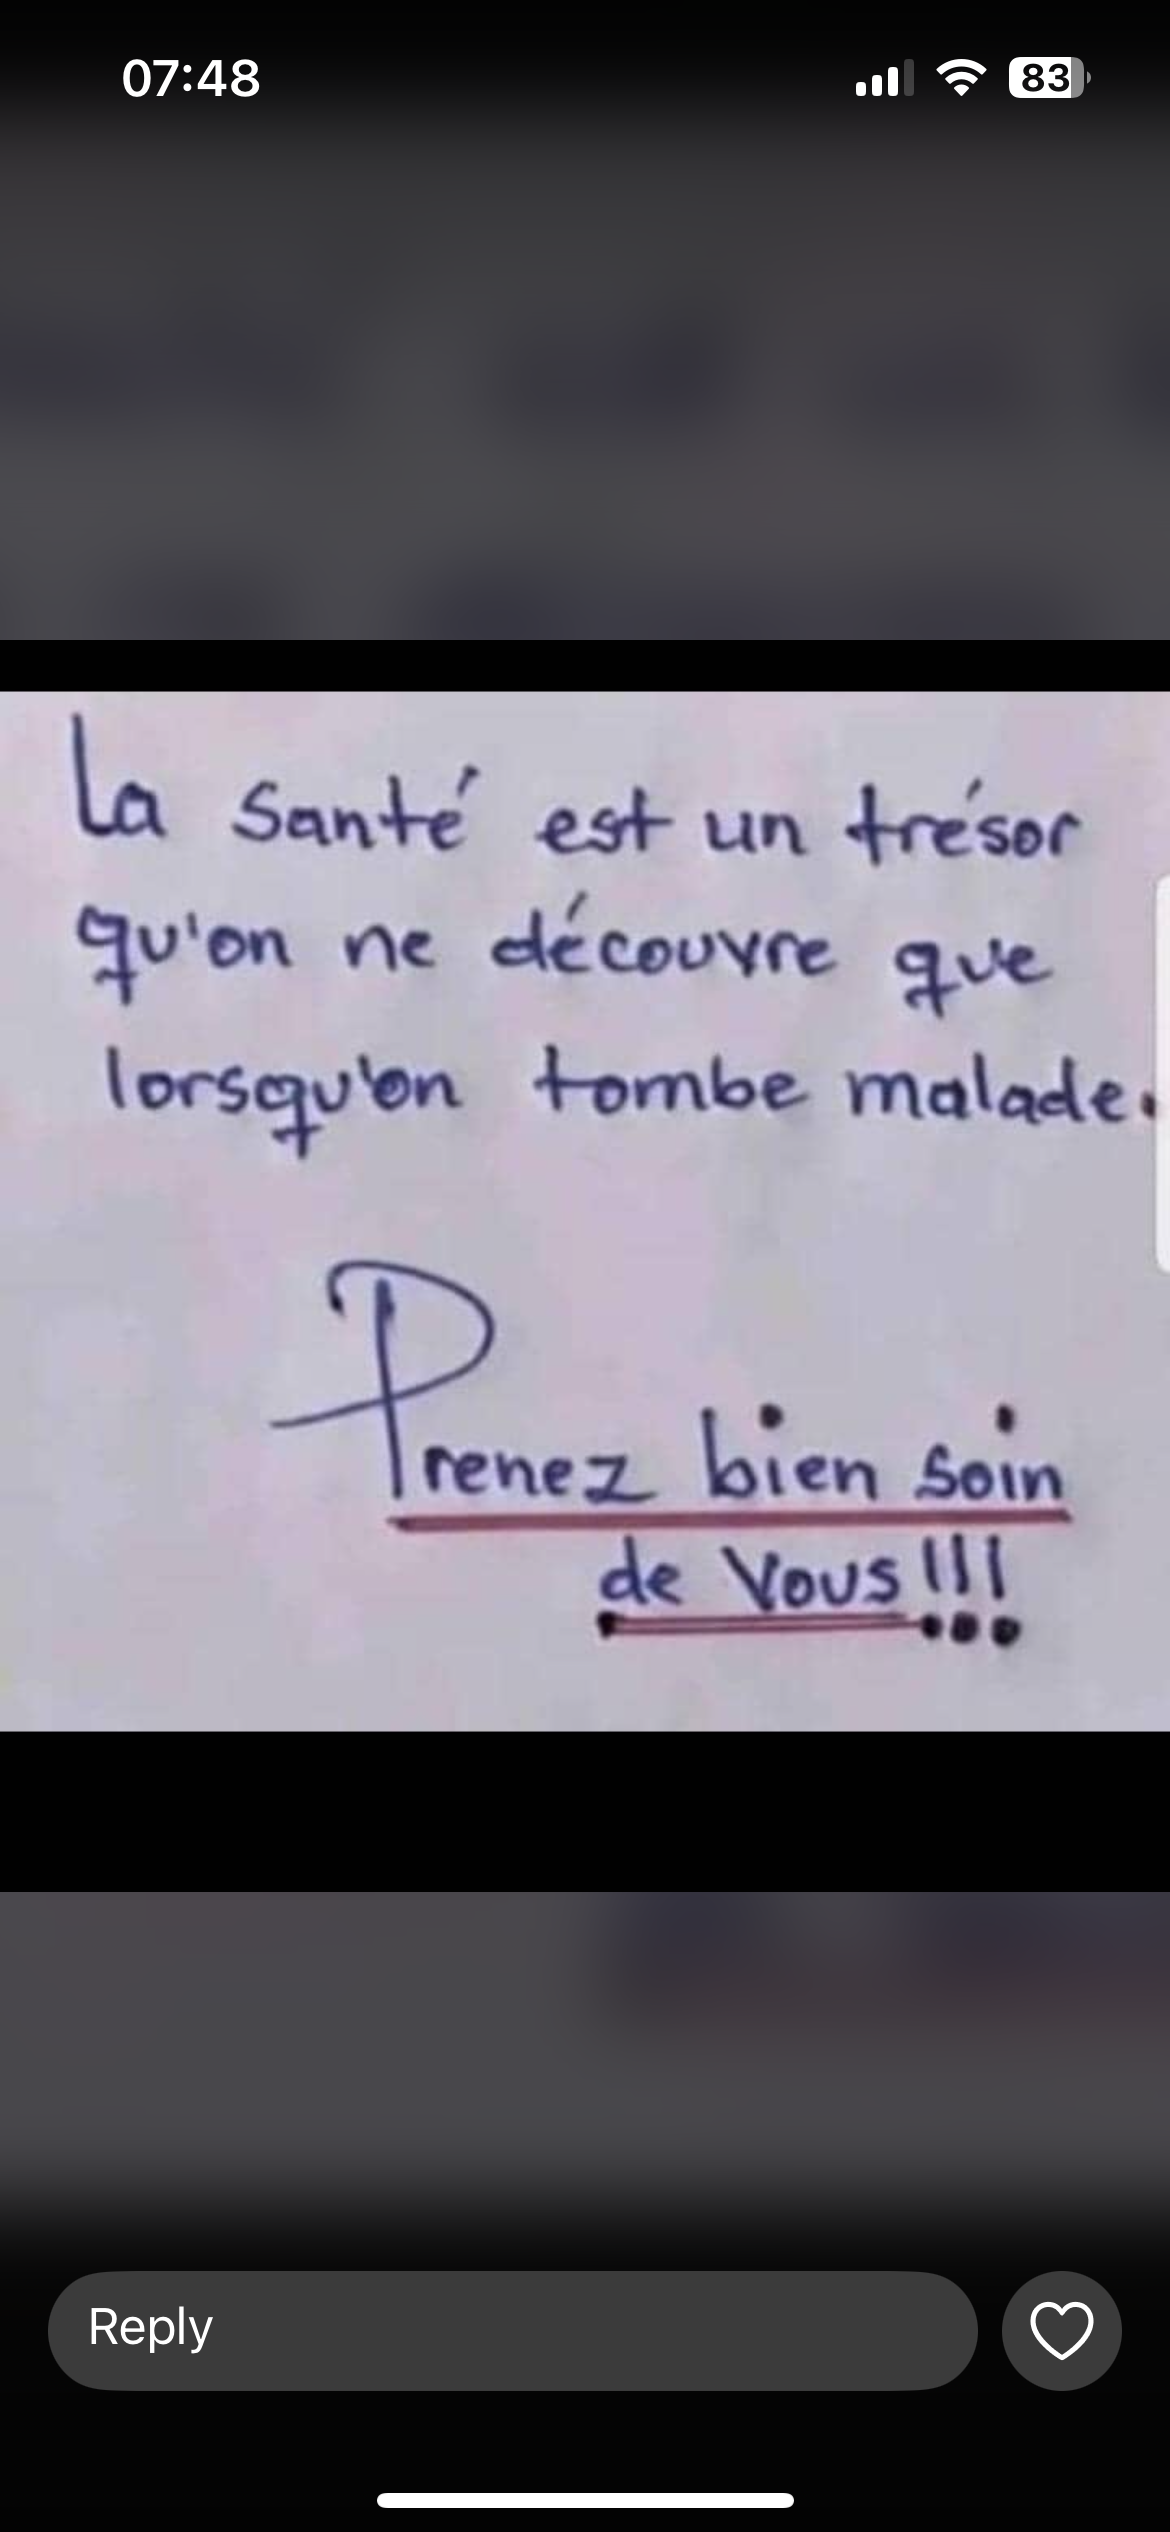 07:48
83
La santé est un trésor
qu'on ne découvre que
lorsqu'on tombe malade.
Prenez bien soin
de Vous!!!
Reply